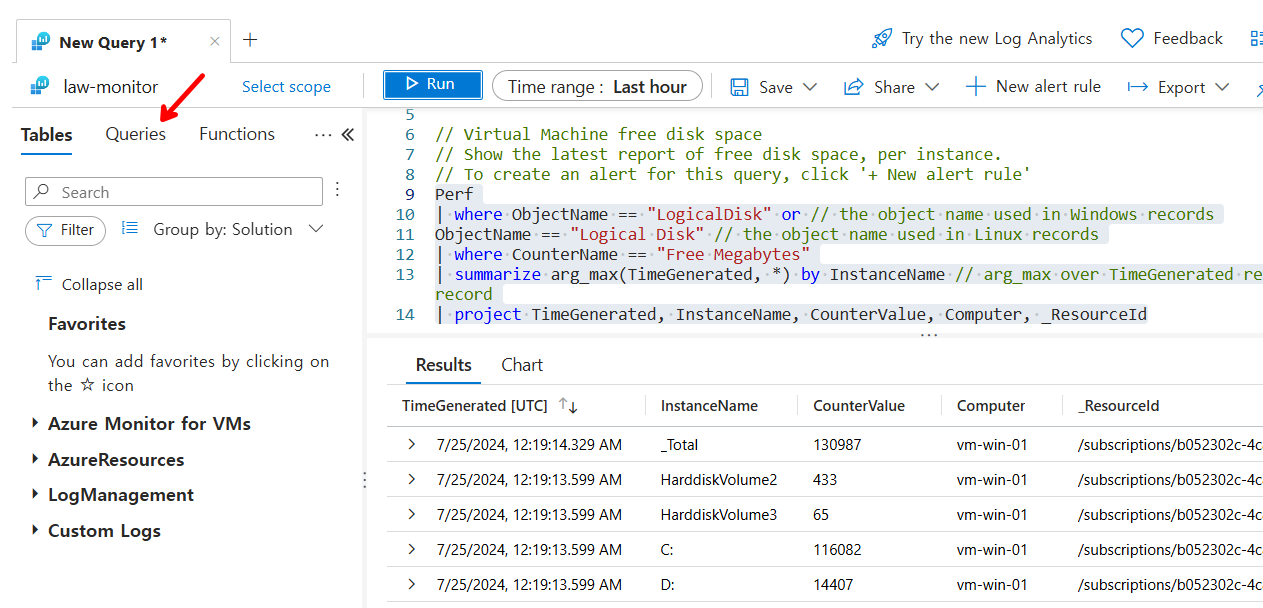 New Query 1*
Try the new Log Analytics
Feedback
law-monitor
Select scope
Run
Time range : Last hour
Save
Share
New alert rule
Export
Tables
Queries
Functions
Search
Filter
Group by: Solution
Collapse all
Favorites
You can add favorites by clicking on
the ☆ icon
Azure Monitor for VMs
AzureResources
LogManagement
Custom Logs
5
6 // Virtual Machine free disk space
7 // Show the latest report of free disk space, per instance.
8 // To create an alert for this query, click '+ New alert rule'
9 Perf
10 | where ObjectName == "LogicalDisk" or // the object name used in Windows records
11 ObjectName == "Logical Disk" // the object name used in Linux records
12 | where CounterName == "Free Megabytes"
13 | summarize arg_max(TimeGenerated, *) by InstanceName // arg_max over TimeGenerated re
record
14 | project TimeGenerated, InstanceName, CounterValue, Computer, _ResourceId
Results Chart
TimeGenerated [UTC] InstanceName CounterValue Computer _ResourceId
7/25/2024, 12:19:14.329 AM _Total 130987 vm-win-01 /subscriptions/b052302c-4c
7/25/2024, 12:19:13.599 AM HarddiskVolume2 433 vm-win-01 /subscriptions/b052302c-4c
7/25/2024, 12:19:13.599 AM HarddiskVolume3 65 vm-win-01 /subscriptions/b052302c-4c
7/25/2024, 12:19:13.599 AM C: 116082 vm-win-01 /subscriptions/b052302c-4c
7/25/2024, 12:19:13.599 AM D: 14407 vm-win-01 /subscriptions/b052302c-4c